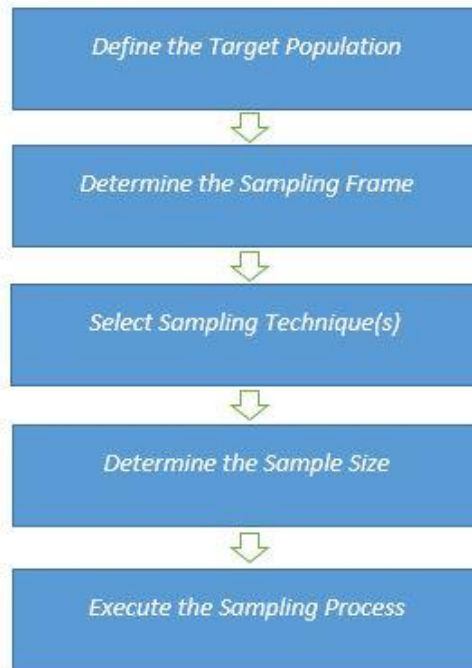 Define the Target Population
Determine the Sampling Frame
Select Sampling Technique(s)
Determine the Sample Size
Execute the Sampling Process